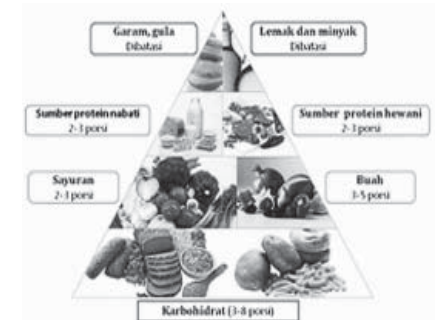 Garam, gula
Dibatasi
Lemak dan minyak
Dibatasi
Sumber protein nabati
2-3 porsi
Sumber protein hewani
2-3 porsi
Sayuran
2-3 porsi
Buah
3-5 porsi
Karbohidrat (3-8 porsi)